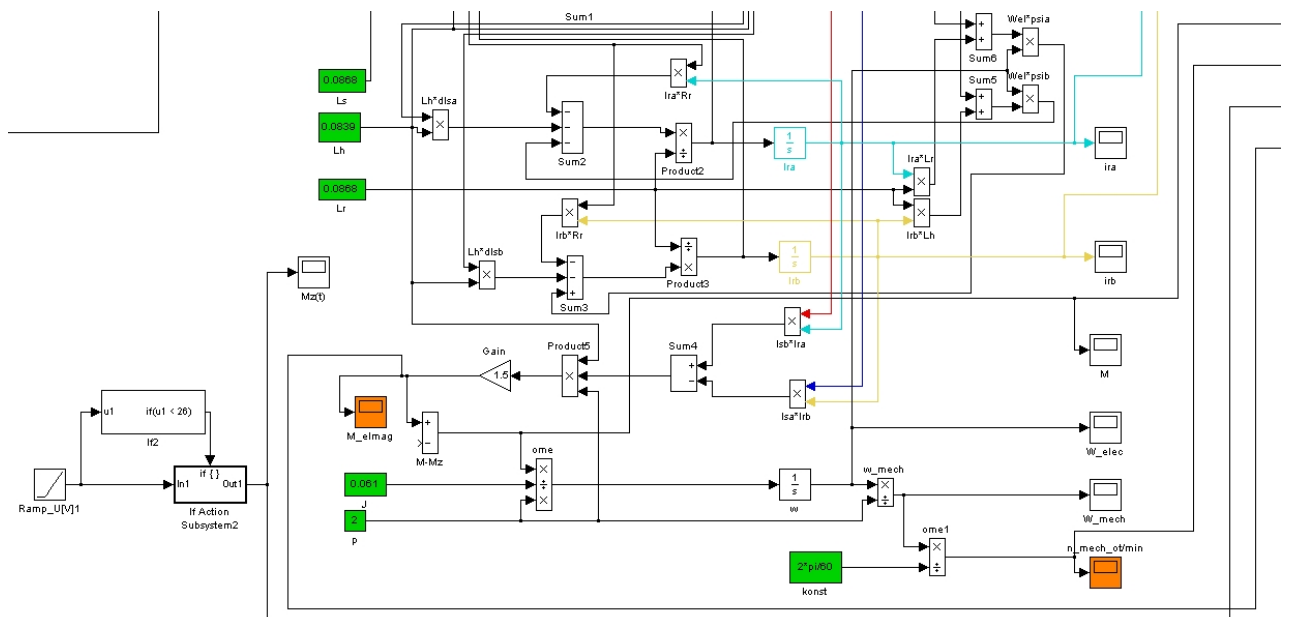 Sum1
Wel*psia
+
+
Sum6
×
0.0868
Ls
×
Ira*Rr
Sum5
Wel*psib
+
+
×
Lh*dIsa
×
0.0839
Lh
−
−
−
Sum2
×
÷
Product2
1
s
Ira
ira
Ira*Lr
×
0.0868
Lr
×
Irb*Rr
×
Irb*Lh
Lh*dIsb
×
−
−
+
Sum3
÷
×
Product3
1
s
Irb
irb
Mz(t)
×
Isb*Ira
Gain
1.5
Product5
×
Sum4
+
−
M
×
Isa*Irb
u1
if(u1 < 26)
If2
M_elmag
+
−
M-Mz
W_elec
ome
×
÷
×
if { }
In1
Out1
If Action
Subsystem2
Ramp_U[V]1
0.061
J
1
s
w
w_mech
×
÷
W_mech
2
p
ome1
×
÷
n_mech_ot/min
2*pi/60
konst